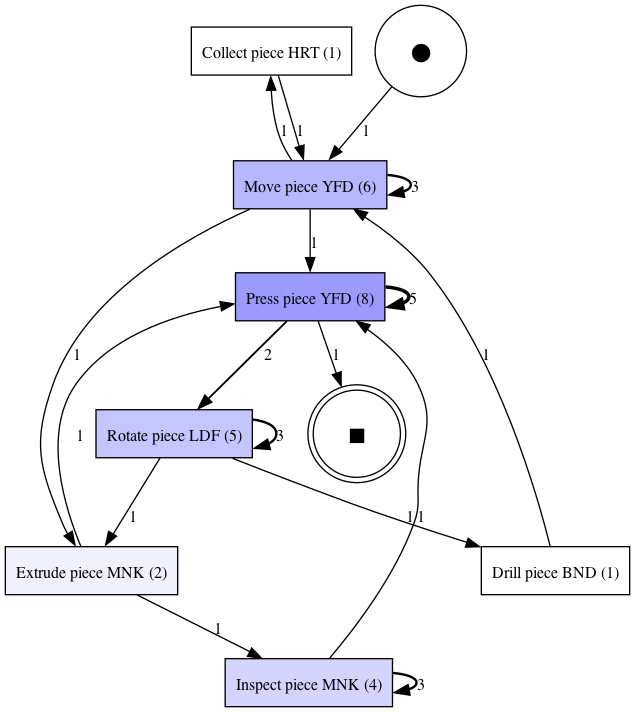 Collect piece HRT (1)
1
1
1
Move piece YFD (6)
3
1
Press piece YFD (8)
5
1
2
1
1
1
Rotate piece LDF (5)
3
1
1
1
Extrude piece MNK (2)
Drill piece BND (1)
1
Inspect piece MNK (4)
3